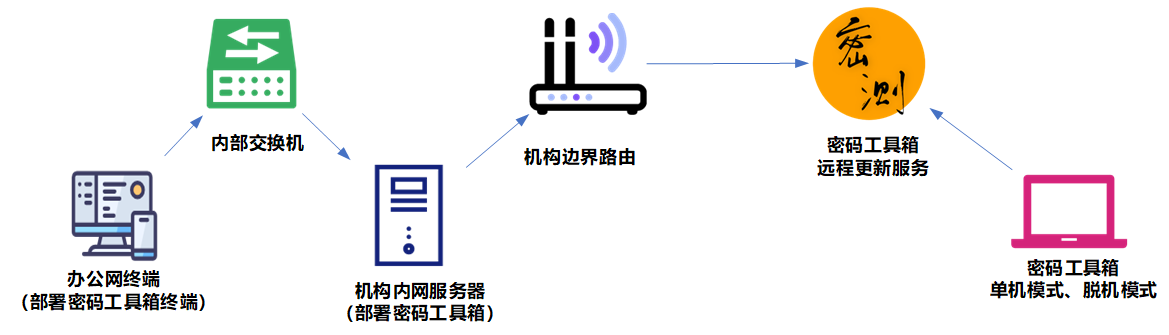 内部交换机
机构边界路由
密测
密码工具箱
远程更新服务
办公网终端
（部署密码工具箱终端）
机构内网服务器
（部署密码工具箱）
密码工具箱
单机模式、脱机模式